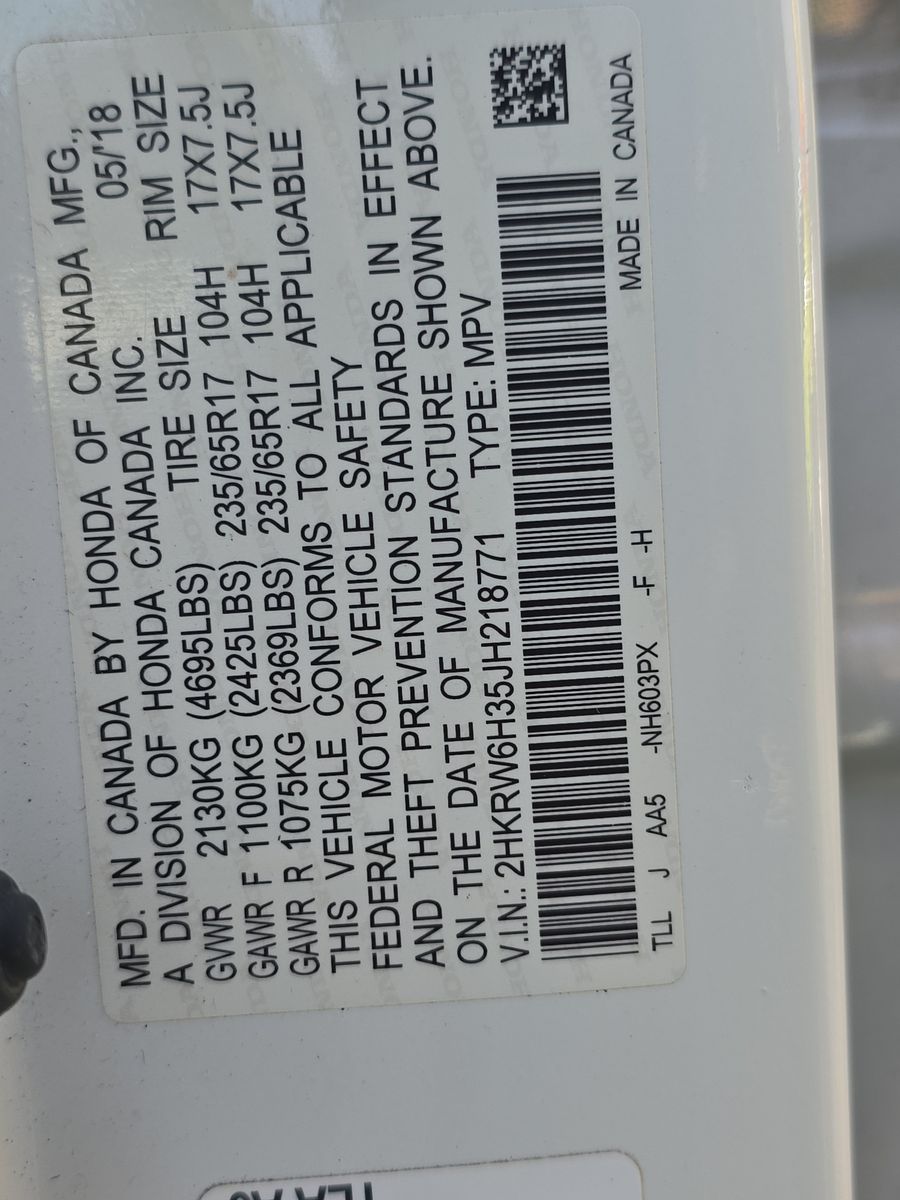 MFD. IN CANADA BY HONDA OF CANADA MFG.,
A DIVISION OF HONDA CANADA INC. 05/'18
GVWR 2130KG (4695LBS) TIRE SIZE RIM SIZE
GAWR F 1100KG (2425LBS) 235/65R17 104H 17X7.5J
GAWR R 1075KG (2369LBS) 235/65R17 104H 17X7.5J
THIS VEHICLE CONFORMS TO ALL APPLICABLE
FEDERAL MOTOR VEHICLE SAFETY
AND THEFT PREVENTION STANDARDS IN EFFECT
ON THE DATE OF MANUFACTURE SHOWN ABOVE.
V.I.N.: 2HKRW6H35JH218771 TYPE: MPV
TLL J AA5 -NH603PX -F -H MADE IN CANADA